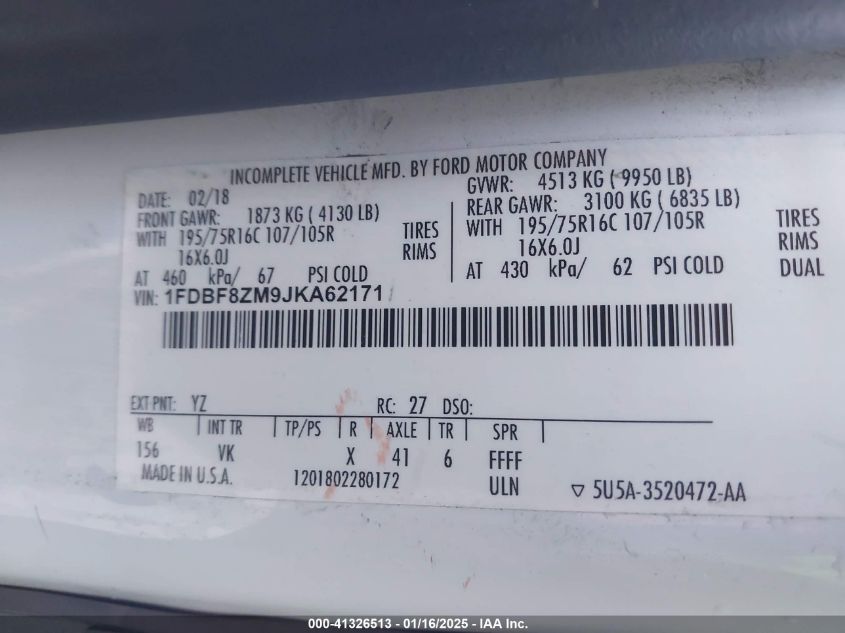 INCOMPLETE VEHICLE MFD. BY FORD MOTOR COMPANY
DATE: 02/18
FRONT GAWR: 1873 KG ( 4130 LB)
WITH 195/75R16C 107/105R TIRES
16X6.0J RIMS
AT 460 kPa/ 67 PSI COLD
GVWR: 4513 KG ( 9950 LB)
REAR GAWR: 3100 KG ( 6835 LB)
WITH 195/75R16C 107/105R TIRES
16X6.0J RIMS
AT 430 kPa/ 62 PSI COLD DUAL
VIN: 1FDBF8ZM9JKA62171
EXT PNT: YZ RC: 27 DSO:
WB INT TR TP/PS R AXLE TR SPR
156 VK X 41 6 FFFF
MADE IN U.S.A. 1201802280172 ULN 5U5A-3520472-AA
000-41326513 - 01/16/2025 - IAA Inc.